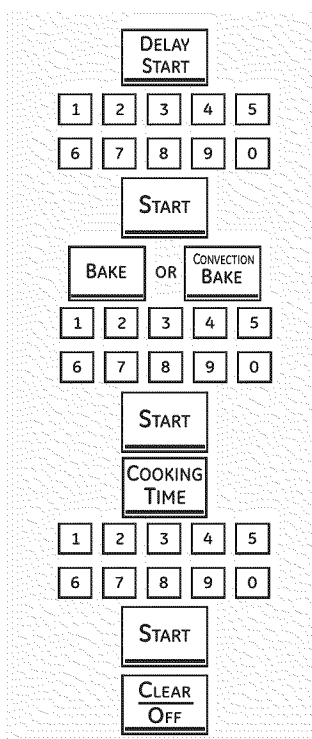 DELAY
START
1 2 3 4 5
6 7 8 9 0
START
BAKE OR CONVECTION BAKE
1 2 3 4 5
6 7 8 9 0
START
COOKING
TIME
1 2 3 4 5
6 7 8 9 0
START
CLEAR
OFF